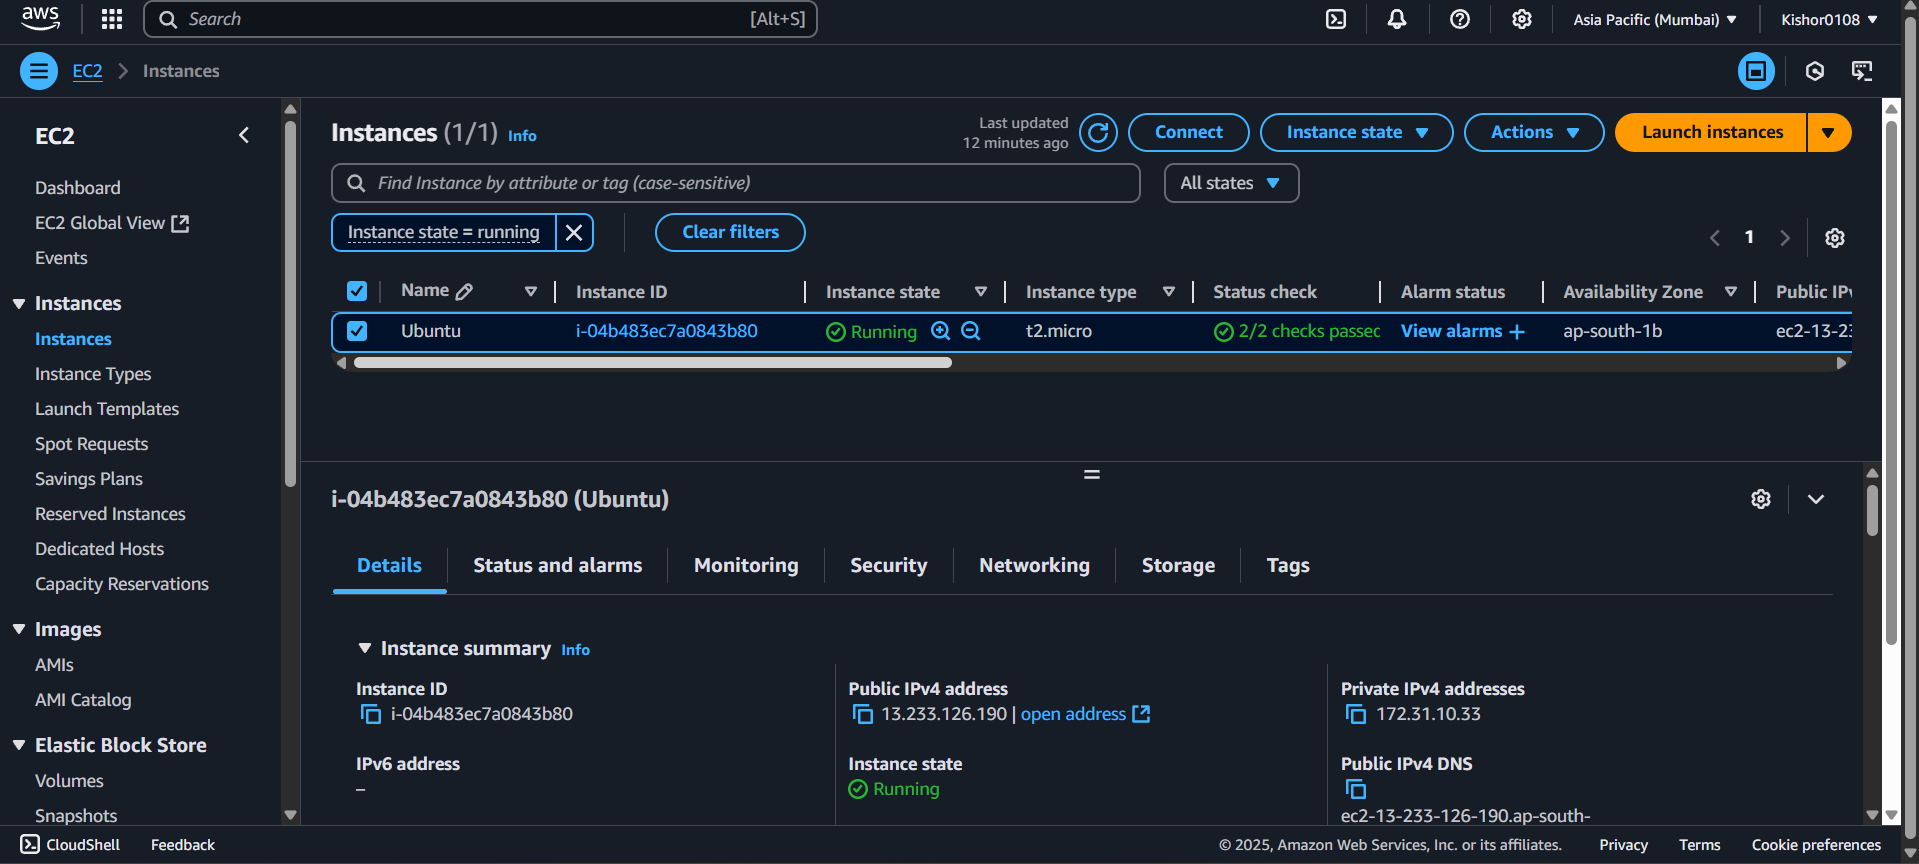 aws
Search [Alt+S]
Asia Pacific (Mumbai)
Kishor0108
EC2
Instances
EC2
Dashboard
EC2 Global View
Events
Instances
Instances
Instance Types
Launch Templates
Spot Requests
Savings Plans
Reserved Instances
Dedicated Hosts
Capacity Reservations
Images
AMIs
AMI Catalog
Elastic Block Store
Volumes
Snapshots
Instances (1/1) Info
Last updated
12 minutes ago
Connect
Instance state
Actions
Launch instances
Find Instance by attribute or tag (case-sensitive)
All states
Instance state = running
Clear filters
1
Name Instance ID Instance state Instance type Status check Alarm status Availability Zone Public IPv
Ubuntu i-04b483ec7a0843b80 Running t2.micro 2/2 checks passed View alarms + ap-south-1b ec2-13-23
i-04b483ec7a0843b80 (Ubuntu)
Details
Status and alarms
Monitoring
Security
Networking
Storage
Tags
Instance summary Info
Instance ID
i-04b483ec7a0843b80
Public IPv4 address
13.233.126.190 | open address
Private IPv4 addresses
172.31.10.33
IPv6 address
–
Instance state
Running
Public IPv4 DNS
ec2-13-233-126-190.ap-south-
CloudShell
Feedback
© 2025, Amazon Web Services, Inc. or its affiliates.
Privacy
Terms
Cookie preferences